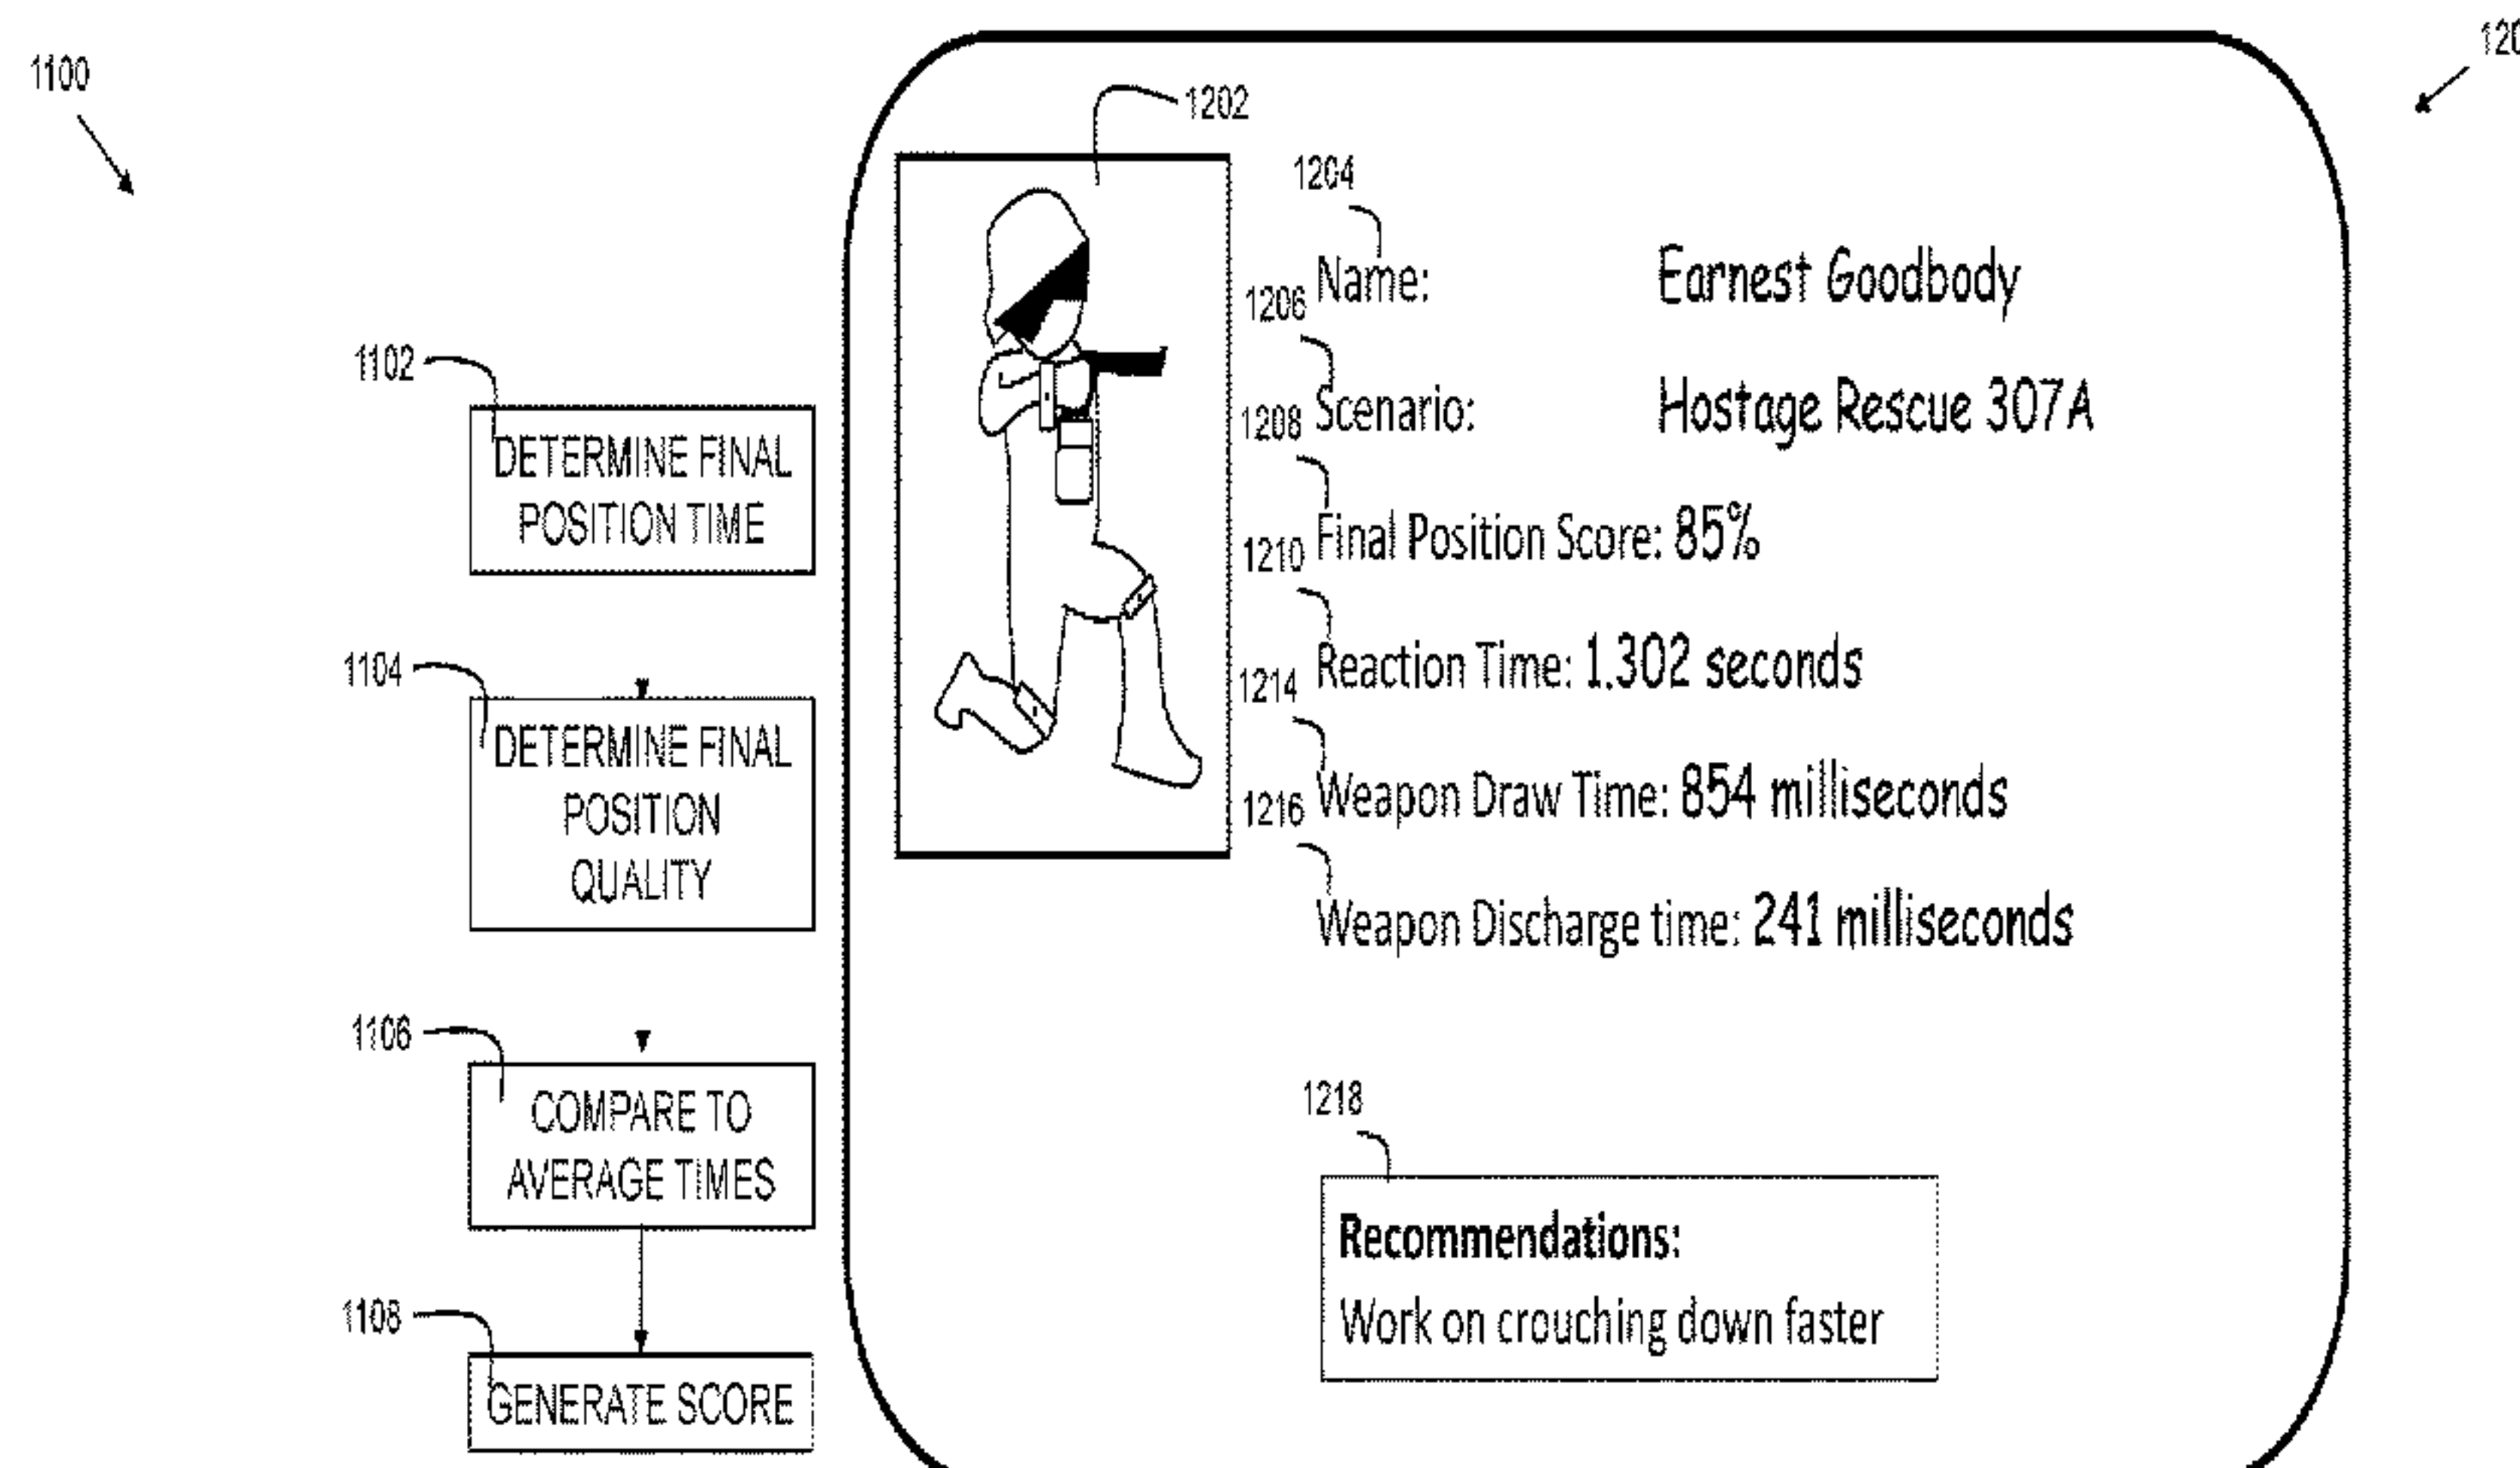 1100
1102
DETERMINE FINAL
POSITION TIME
1104
DETERMINE FINAL
POSITION
QUALITY
1106
COMPARE TO
AVERAGE TIMES
1108
GENERATE SCORE
120
1202
1204
Name: Earnest Goodbody
1206
Scenario: Hostage Rescue 307A
1208
Final Position Score: 85%
1210
Reaction Time: 1.302 seconds
1214
Weapon Draw Time: 854 milliseconds
1216
Weapon Discharge time: 241 milliseconds
1218
Recommendations:
Work on crouching down faster